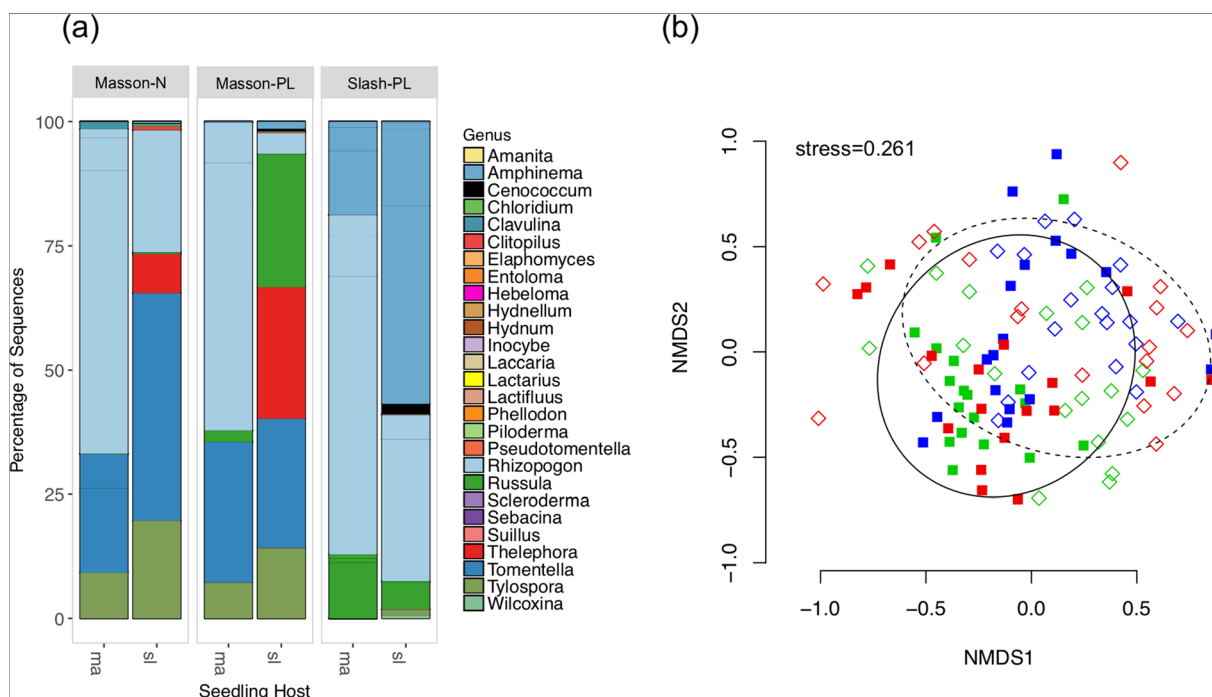 (a)
Masson-N
Masson-PL
Slash-PL
100
75
50
25
0
Percentage of Sequences
ma
sl
ma
sl
ma
sl
Seedling Host
Genus
Amanita
Amphinema
Cenococcum
Chloridium
Clavulina
Clitopilus
Elaphomyces
Entoloma
Hebeloma
Hydnellum
Hydnum
Inocybe
Laccaria
Lactarius
Lactifluus
Phellodon
Piloderma
Pseudotomentella
Rhizopogon
Russula
Scleroderma
Sebacina
Suillus
Thelephora
Tomentella
Tylospora
Wilcoxina
(b)
stress=0.261
1.0
0.5
0.0
-0.5
-1.0
NMDS2
-1.0
-0.5
0.0
0.5
NMDS1